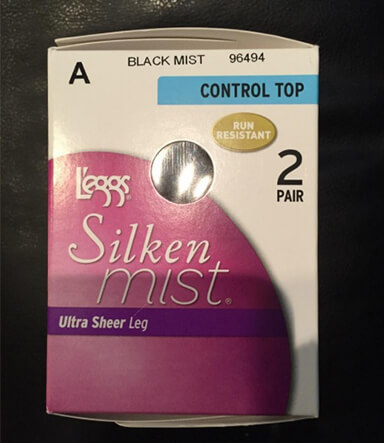 A
BLACK MIST 96494
CONTROL TOP
RUN
RESISTANT
2
PAIR
L'eggs®
Silken
mist®
Ultra Sheer Leg